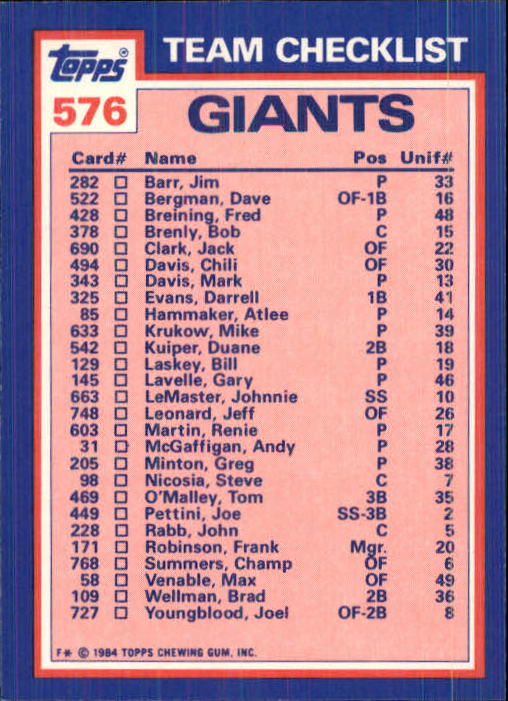 Topps®
TEAM CHECKLIST
576
GIANTS
Card# Name Pos Unif#
282 □ Barr, Jim P 33
522 □ Bergman, Dave OF-1B 16
428 □ Breining, Fred P 48
378 □ Brenly, Bob C 15
690 □ Clark, Jack OF 22
494 □ Davis, Chili OF 30
343 □ Davis, Mark P 13
325 □ Evans, Darrell 1B 41
85 □ Hammaker, Atlee P 14
633 □ Krukow, Mike P 39
542 □ Kuiper, Duane 2B 18
129 □ Laskey, Bill P 19
145 □ Lavelle, Gary P 46
663 □ LeMaster, Johnnie SS 10
748 □ Leonard, Jeff OF 26
603 □ Martin, Renie P 17
31 □ McGaffigan, Andy P 28
205 □ Minton, Greg P 38
98 □ Nicosia, Steve C 7
469 □ O'Malley, Tom 3B 35
449 □ Pettini, Joe SS-3B 2
228 □ Rabb, John C 5
171 □ Robinson, Frank Mgr. 20
768 □ Summers, Champ OF 6
58 □ Venable, Max OF 49
109 □ Wellman, Brad 2B 36
727 □ Youngblood, Joel OF-2B 8
F* © 1984 TOPPS CHEWING GUM, INC.